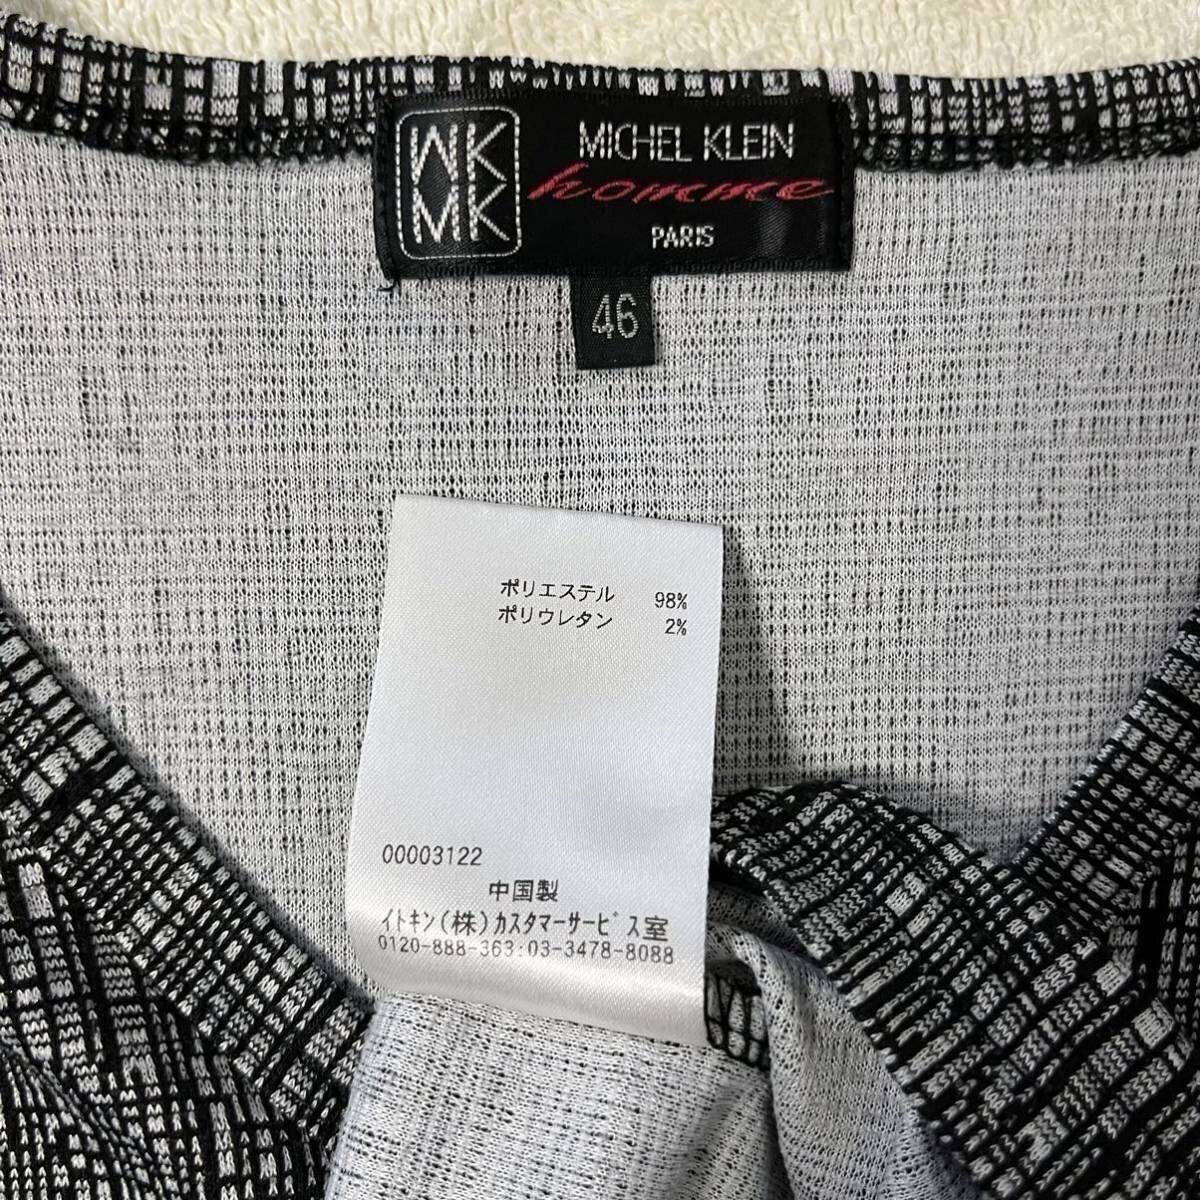 MK
MK
MICHEL KLEIN
homme
PARIS
46
ポリエステル 98%
ポリウレタン 2%
00003122
中国製
イトキン(株)カスタマーサービス室
0120-888-363:03-3478-8088